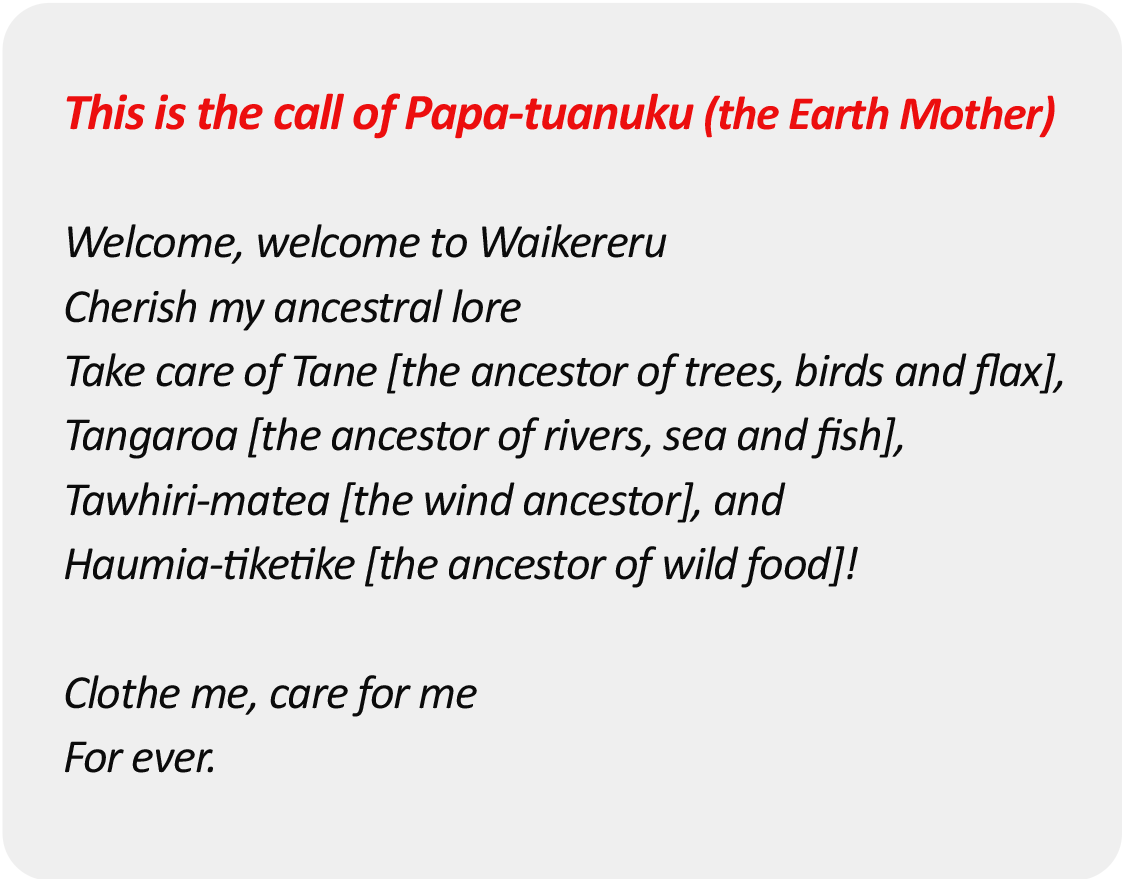 This is the call of Papa-tuanuku (the Earth Mother)
Welcome, welcome to Waikereru
Cherish my ancestral lore
Take care of Tane [the ancestor of trees, birds and flax],
Tangaroa [the ancestor of rivers, sea and fish],
Tawhiri-matea [the wind ancestor], and
Haumia-tiketike [the ancestor of wild food]!
Clothe me, care for me
For ever.